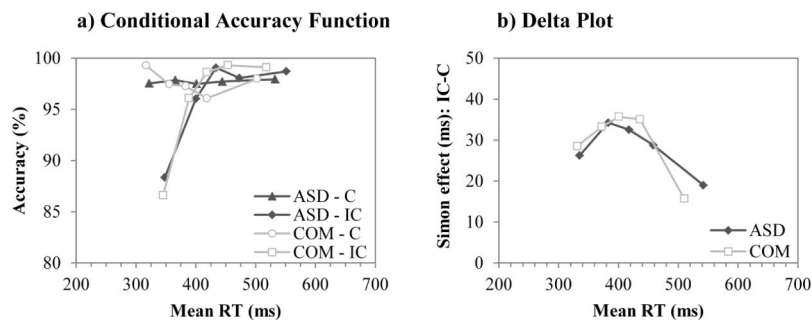 a) Conditional Accuracy Function
100
95
90
85
80
Accuracy (%)
ASD - C
ASD - IC
COM - C
COM - IC
200 300 400 500 600 700
Mean RT (ms)
b) Delta Plot
50
40
30
20
10
0
Simon effect (ms): IC-C
ASD
COM
200 300 400 500 600 700
Mean RT (ms)